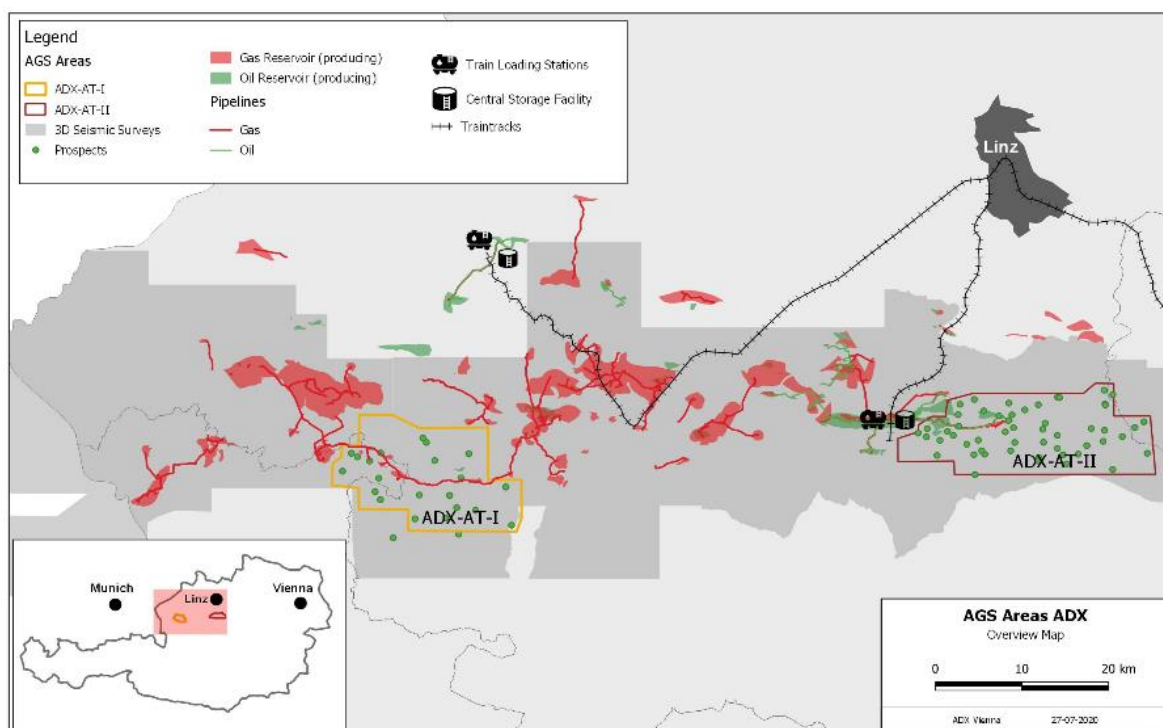 Legend
AGS Areas
ADX-AT-I
ADX-AT-II
3D Seismic Surveys
Prospects
Gas Reservoir (producing)
Oil Reservoir (producing)
Pipelines
Gas
Oil
Train Loading Stations
Central Storage Facility
Traintracks
Linz
ADX-AT-I
ADX-AT-II
Munich
Linz
Vienna
AGS Areas ADX
Overview Map
0 10 20 km
ADX Vienna 27-07-2020